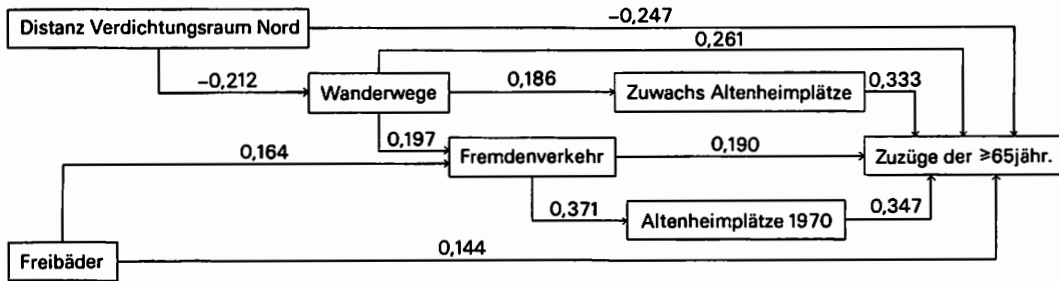 Distanz Verdichtungsraum Nord
−0,247
0,261
−0,212
Wanderwege
0,186
Zuwachs Altenheimplätze
0,333
0,197
0,164
Fremdenverkehr
0,190
Zuzüge der ≥65jähr.
0,371
Altenheimplätze 1970
0,347
Freibäder
0,144